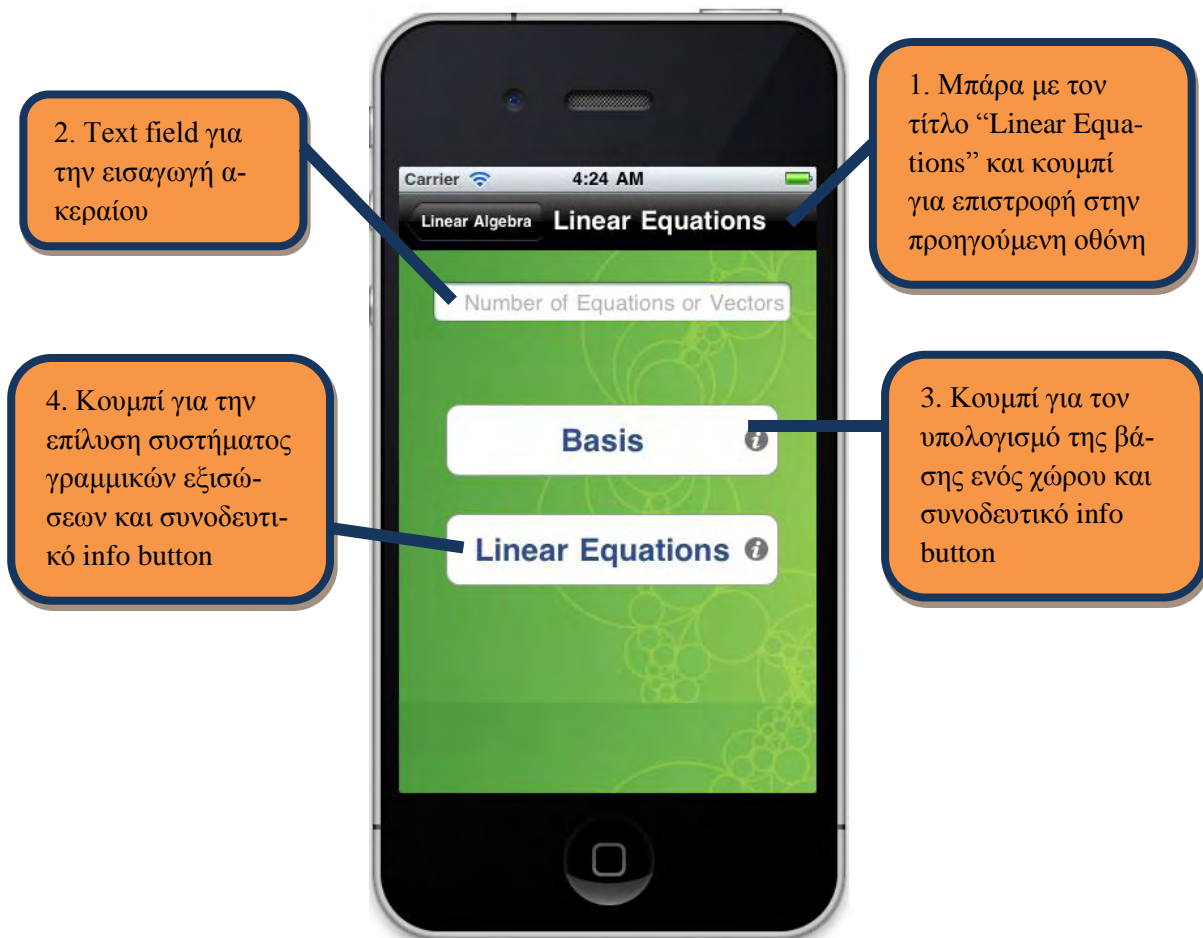 1. Μπάρα με τον
τίτλο “Linear Equa-
tions” και κουμπί
για επιστροφή στην
προηγούμενη οθόνη
2. Text field για
την εισαγωγή α-
κεραίου
Carrier 4:24 AM
Linear Algebra Linear Equations
Number of Equations or Vectors
4. Κουμπί για την
επίλυση συστήματος
γραμμικών εξισώ-
σεων και συνοδευτι-
κό info button
Basis
Linear Equations
3. Κουμπί για τον
υπολογισμό της βά-
σης ενός χώρου και
συνοδευτικό info
button